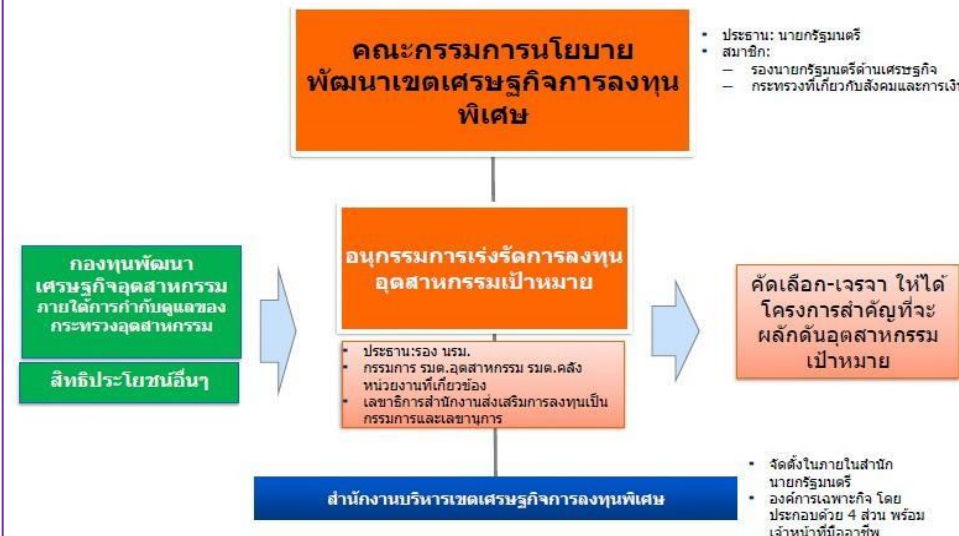 คณะกรรมการนโยบาย
พัฒนาเขตเศรษฐกิจการลงทุน
พิเศษ
• ประธาน: นายกรัฐมนตรี
• สมาชิก:
– รองนายกรัฐมนตรีด้านเศรษฐกิจ
– กระทรวงที่เกี่ยวกับสังคมและการเงิน
กองทุนพัฒนา
เศรษฐกิจอุตสาหกรรม
ภายใต้การกำกับดูแลของ
กระทรวงอุตสาหกรรม
สิทธิประโยชน์อื่นๆ
อนุกรรมการเร่งรัดการลงทุน
อุตสาหกรรมเป้าหมาย
• ประธาน:รอง นรม.
• กรรมการ รมต.อุตสาหกรรม รมต.คลัง
หน่วยงานที่เกี่ยวข้อง
• เลขาธิการสำนักงานส่งเสริมการลงทุนเป็น
กรรมการและเลขานุการ
คัดเลือก-เจรจา ให้ได้
โครงการสำคัญที่จะ
ผลักดันอุตสาหกรรม
เป้าหมาย
สำนักงานบริหารเขตเศรษฐกิจการลงทุนพิเศษ
• จัดตั้งในภายในสำนัก
นายกรัฐมนตรี
• องค์การเฉพาะกิจ โดย
ประกอบด้วย 4 ส่วน พร้อม
เจ้าหน้าที่มืออาชีพ